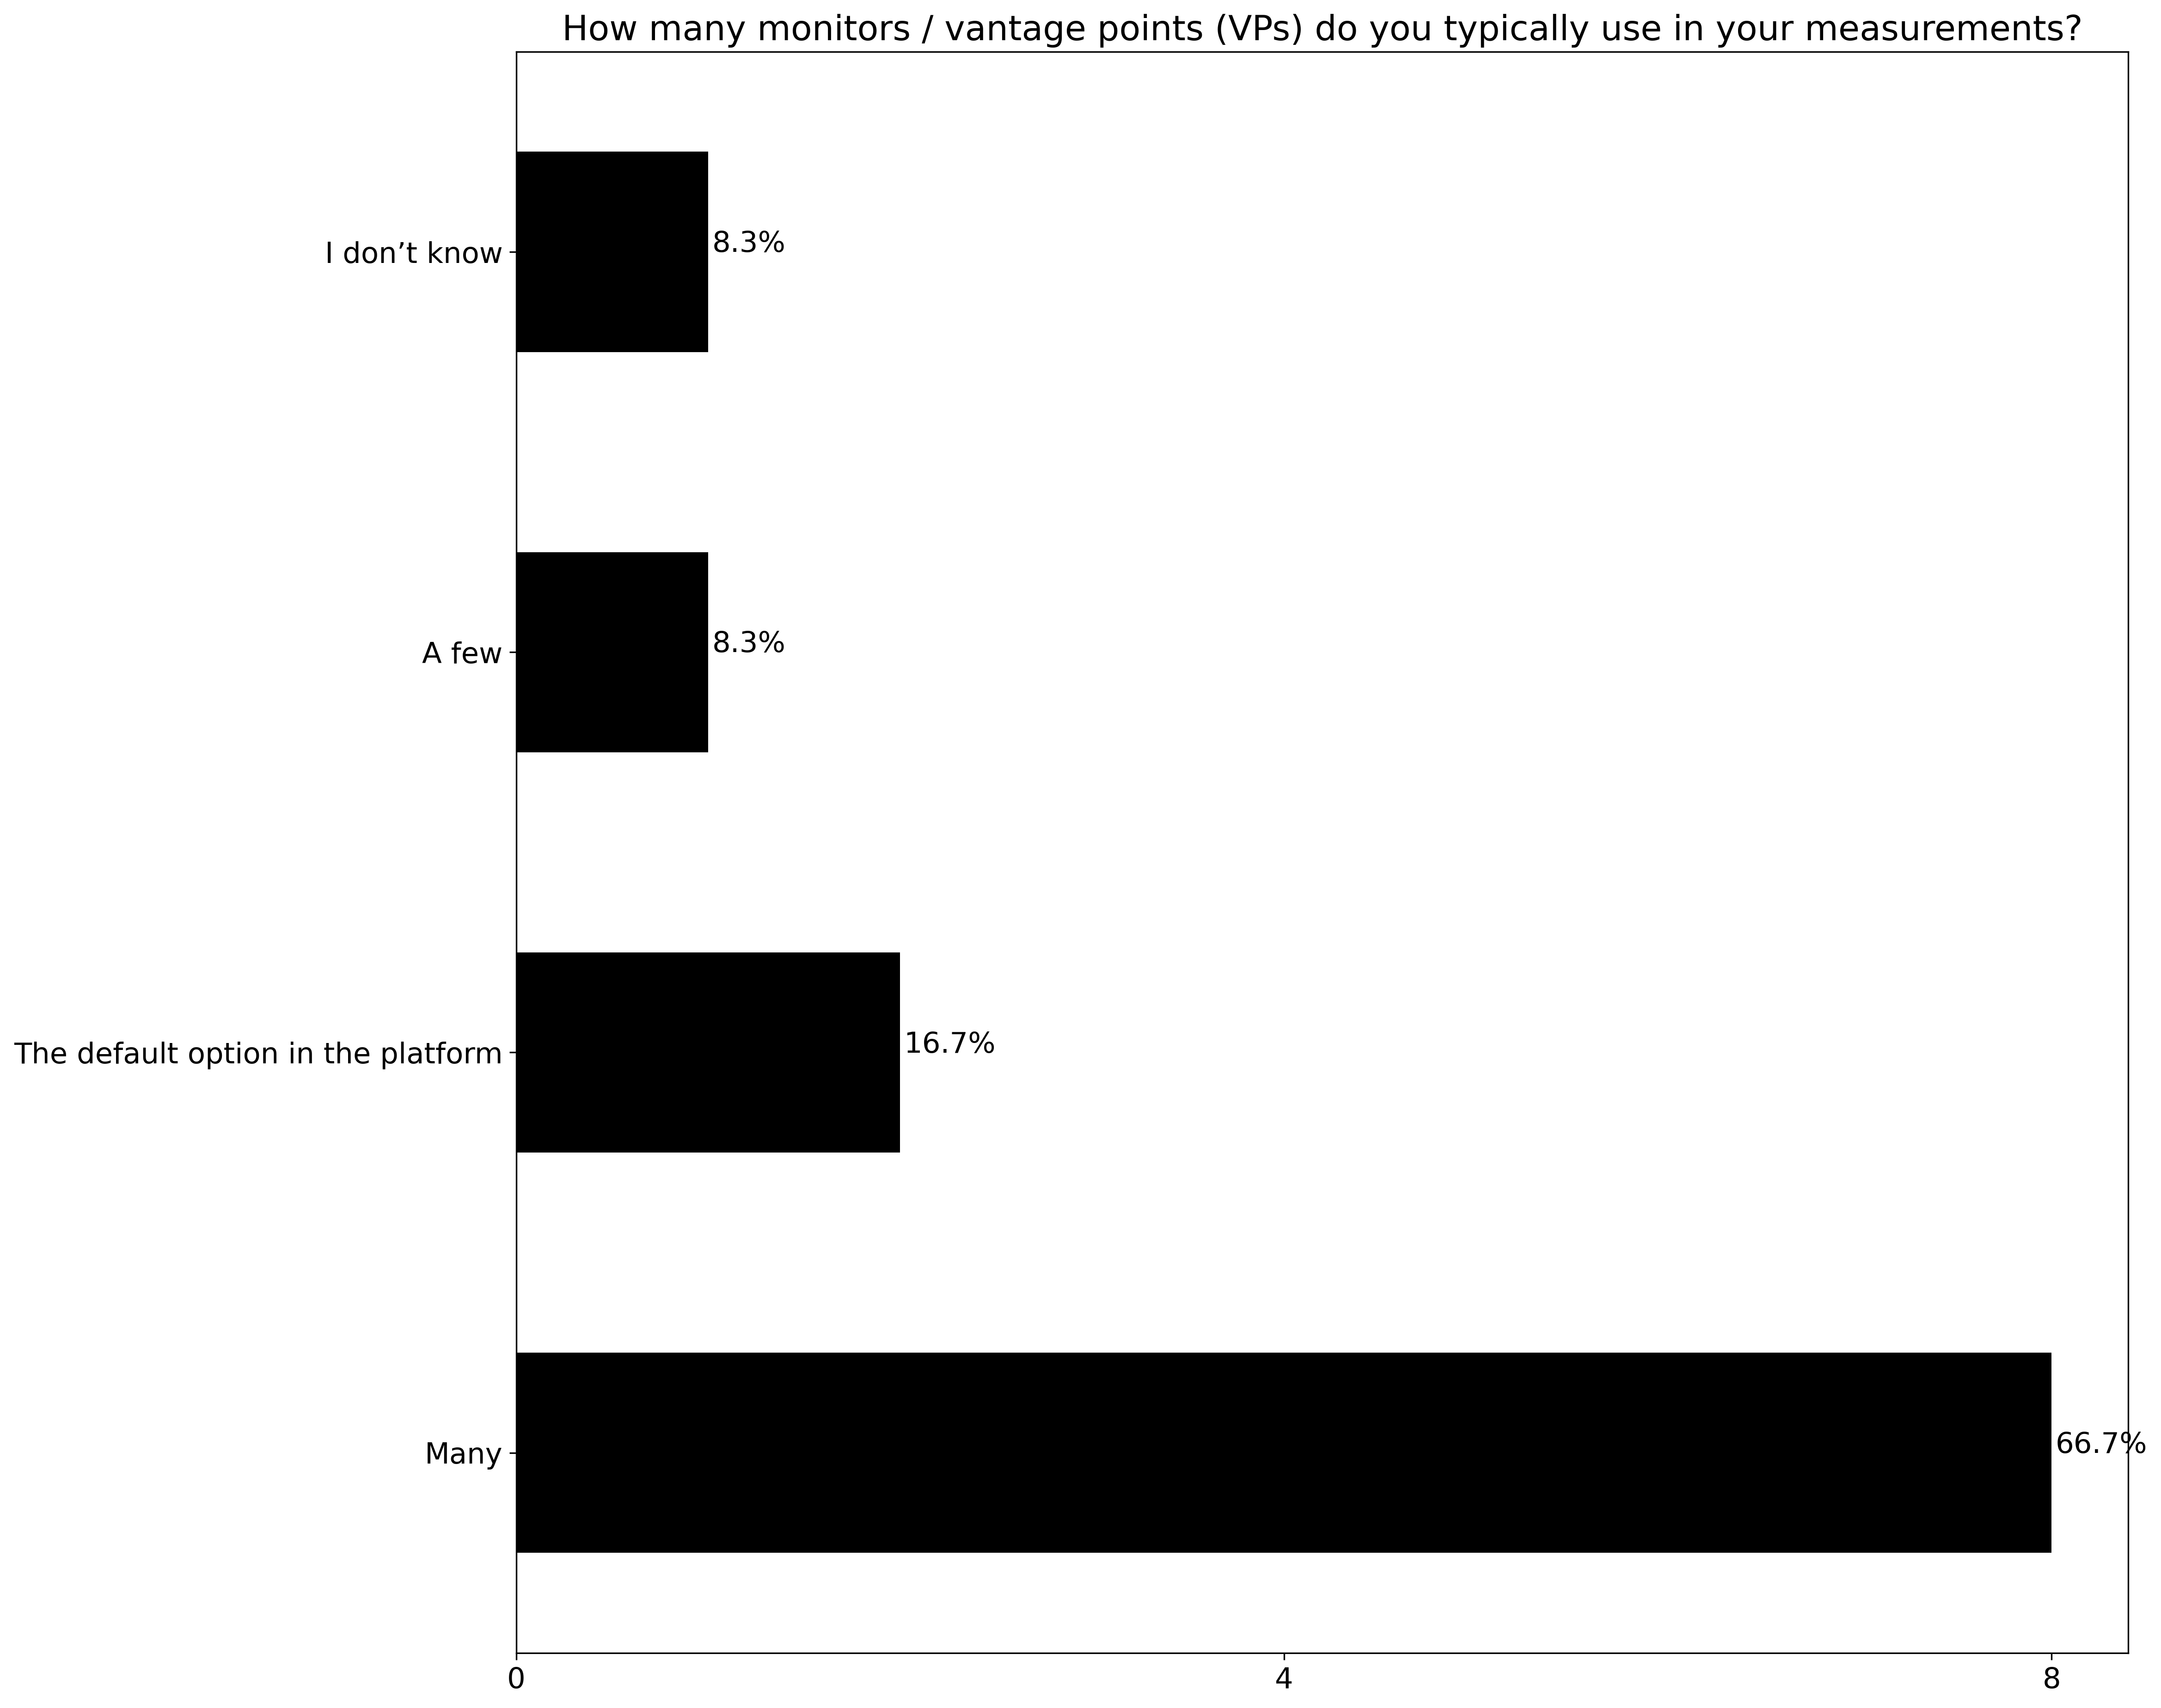 How many monitors / vantage points (VPs) do you typically use in your measurements?
I don’t know
8.3%
A few
8.3%
The default option in the platform
16.7%
Many
66.7%
0 4 8